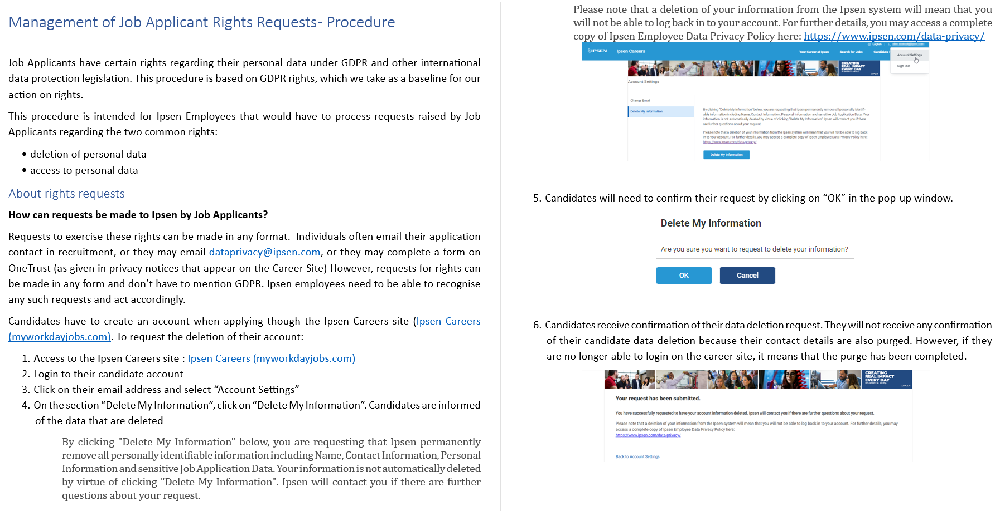 Management of Job Applicant Rights Requests- Procedure
Job Applicants have certain rights regarding their personal data under GDPR and other international
data protection legislation. This procedure is based on GDPR rights, which we take as a baseline for our
action on rights.
This procedure is intended for Ipsen Employees that would have to process requests raised by Job
Applicants regarding the two common rights:
• deletion of personal data
• access to personal data
About rights requests
How can requests be made to Ipsen by Job Applicants?
Requests to exercise these rights can be made in any format.  Individuals often email their application
contact in recruitment, or they may email dataprivacy@ipsen.com, or they may complete a form on
OneTrust (as given in privacy notices that appear on the Career Site) However, requests for rights can
be made in any form and don't have to mention GDPR. Ipsen employees need to be able to recognise
any such requests and act accordingly.
Candidates have to create an account when applying though the Ipsen Careers site (Ipsen Careers
(myworkdayjobs.com). To request the deletion of their account:
1. Access to the Ipsen Careers site : Ipsen Careers (myworkdayjobs.com)
2. Login to their candidate account
3. Click on their email address and select “Account Settings”
4. On the section “Delete My Information”, click on “Delete My Information”. Candidates are informed
of the data that are deleted
By clicking "Delete My Information" below, you are requesting that Ipsen permanently
remove all personally identifiable information including Name, Contact Information, Personal
Information and sensitive Job Application Data. Your information is not automatically deleted
by virtue of clicking "Delete My Information". Ipsen will contact you if there are further
questions about your request.
Please note that a deletion of your information from the Ipsen system will mean that you
will not be able to log back in to your account. For further details, you may access a complete
copy of Ipsen Employee Data Privacy Policy here: https://www.ipsen.com/data-privacy/
English
IPSEN Ipsen Careers Your Career at Ipsen Search for Jobs Candidate
Account Settings
Sign Out
CREATING
REAL IMPACT
EVERY DAY
Account Settings
Change Email
Delete My Information
By clicking "Delete My Information" below, you are requesting that Ipsen permanently remove all personally identifi-
able information including Name, Contact Information, Personal Information and sensitive Job Application Data. Your
information is not automatically deleted by virtue of clicking "Delete My Information". Ipsen will contact you if there
are further questions about your request.
Please note that a deletion of your information from the Ipsen system will mean that you will not be able to log back
in to your account. For further details, you may access a complete copy of Ipsen Employee Data Privacy Policy here:
https://www.ipsen.com/data-privacy/
Delete My Information
5. Candidates will need to confirm their request by clicking on “OK” in the pop-up window.
Delete My Information
Are you sure you want to request to delete your information?
OK Cancel
6. Candidates receive confirmation of their data deletion request. They will not receive any confirmation
of their candidate data deletion because their contact details are also purged. However, if they
are no longer able to login on the career site, it means that the purge has been completed.
CREATING
REAL IMPACT
EVERY DAY
for patients & society
IPSEN
Your request has been submitted.
You have successfully requested to have your account information deleted. Ipsen will contact you if there are further questions about your request.
Please note that a deletion of your information from the Ipsen system will mean that you will not be able to log back in to your account. For further details, you may
access a complete copy of Ipsen Employee Data Privacy Policy here:
https://www.ipsen.com/data-privacy/
Back to Account Settings